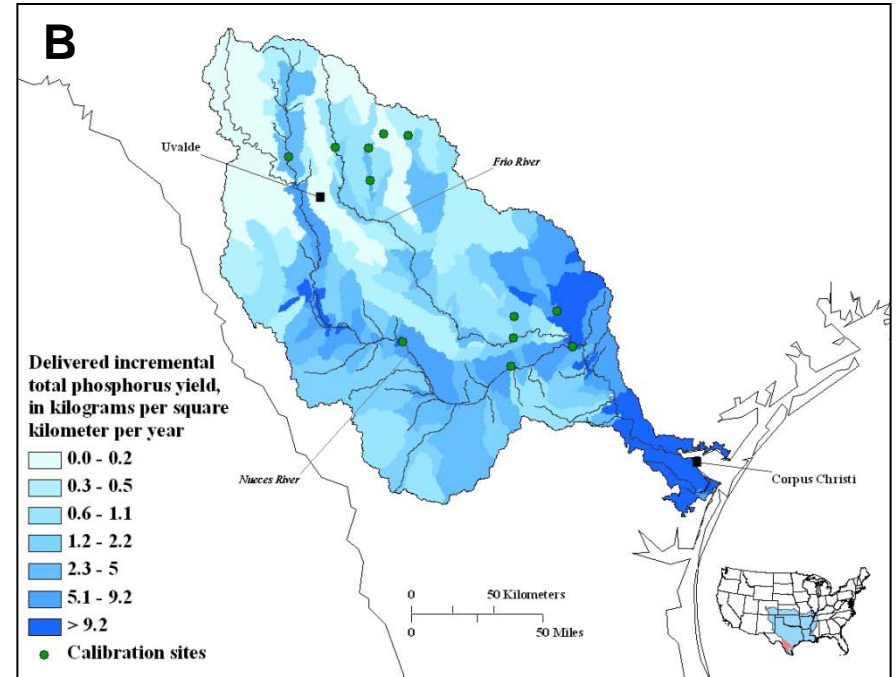 B
Uvalde
Frio River
Delivered incremental
total phosphorus yield,
in kilograms per square
kilometer per year
0.0 - 0.2
0.3 - 0.5
0.6 - 1.1
1.2 - 2.2
2.3 - 5
5.1 - 9.2
> 9.2
Calibration sites
Nueces River
Corpus Christi
0 50 Kilometers
0 50 Miles